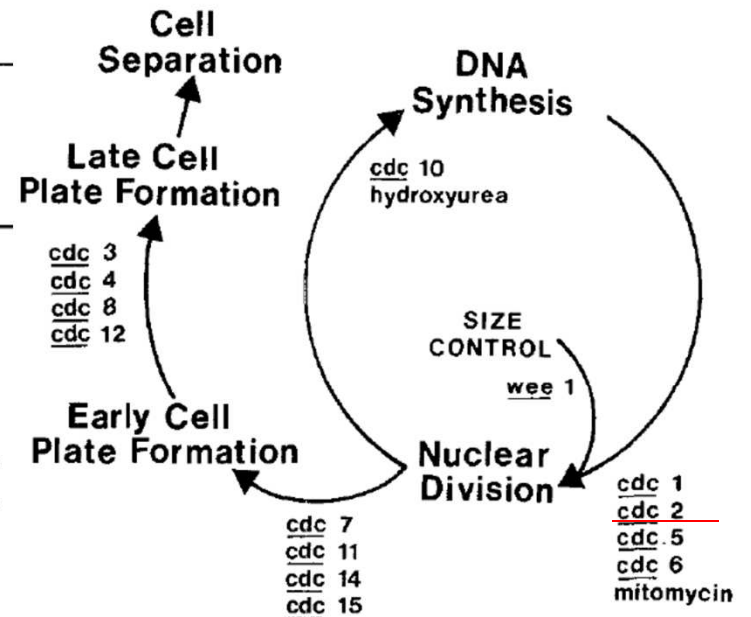 Cell
Separation
DNA
Synthesis
Late Cell
Plate Formation
cdc 10
hydroxyurea
cdc 3
cdc 4
cdc 8
cdc 12
SIZE
CONTROL
wee 1
Early Cell
Plate Formation
Nuclear
Division
cdc 1
cdc 2
cdc 5
cdc 6
mitomycin
cdc 7
cdc 11
cdc 14
cdc 15